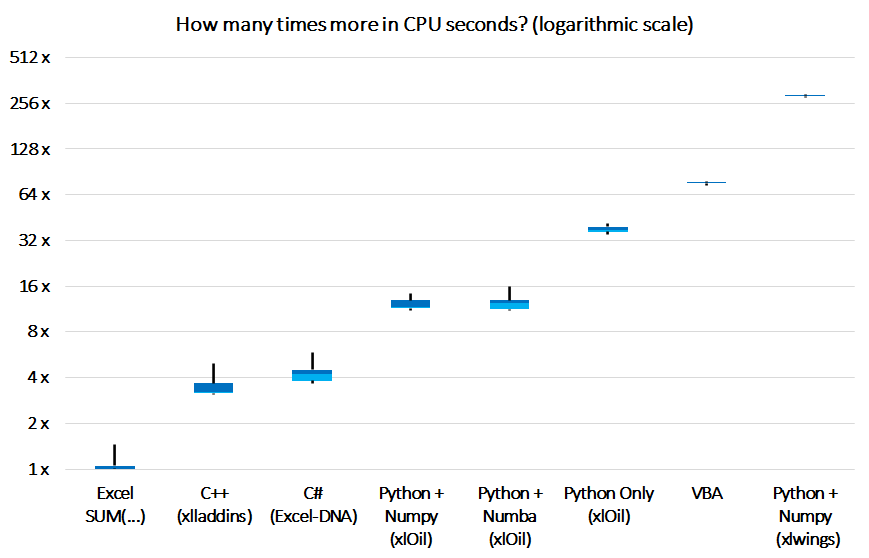 How many times more in CPU seconds? (logarithmic scale)
512 x
256 x
128 x
64 x
32 x
16 x
8 x
4 x
2 x
1 x
Excel
SUM(...)
C++
(xlladdins)
C#
(Excel-DNA)
Python +
Numpy
(xlOil)
Python +
Numba
(xlOil)
Python Only
(xlOil)
VBA
Python +
Numpy
(xlwings)